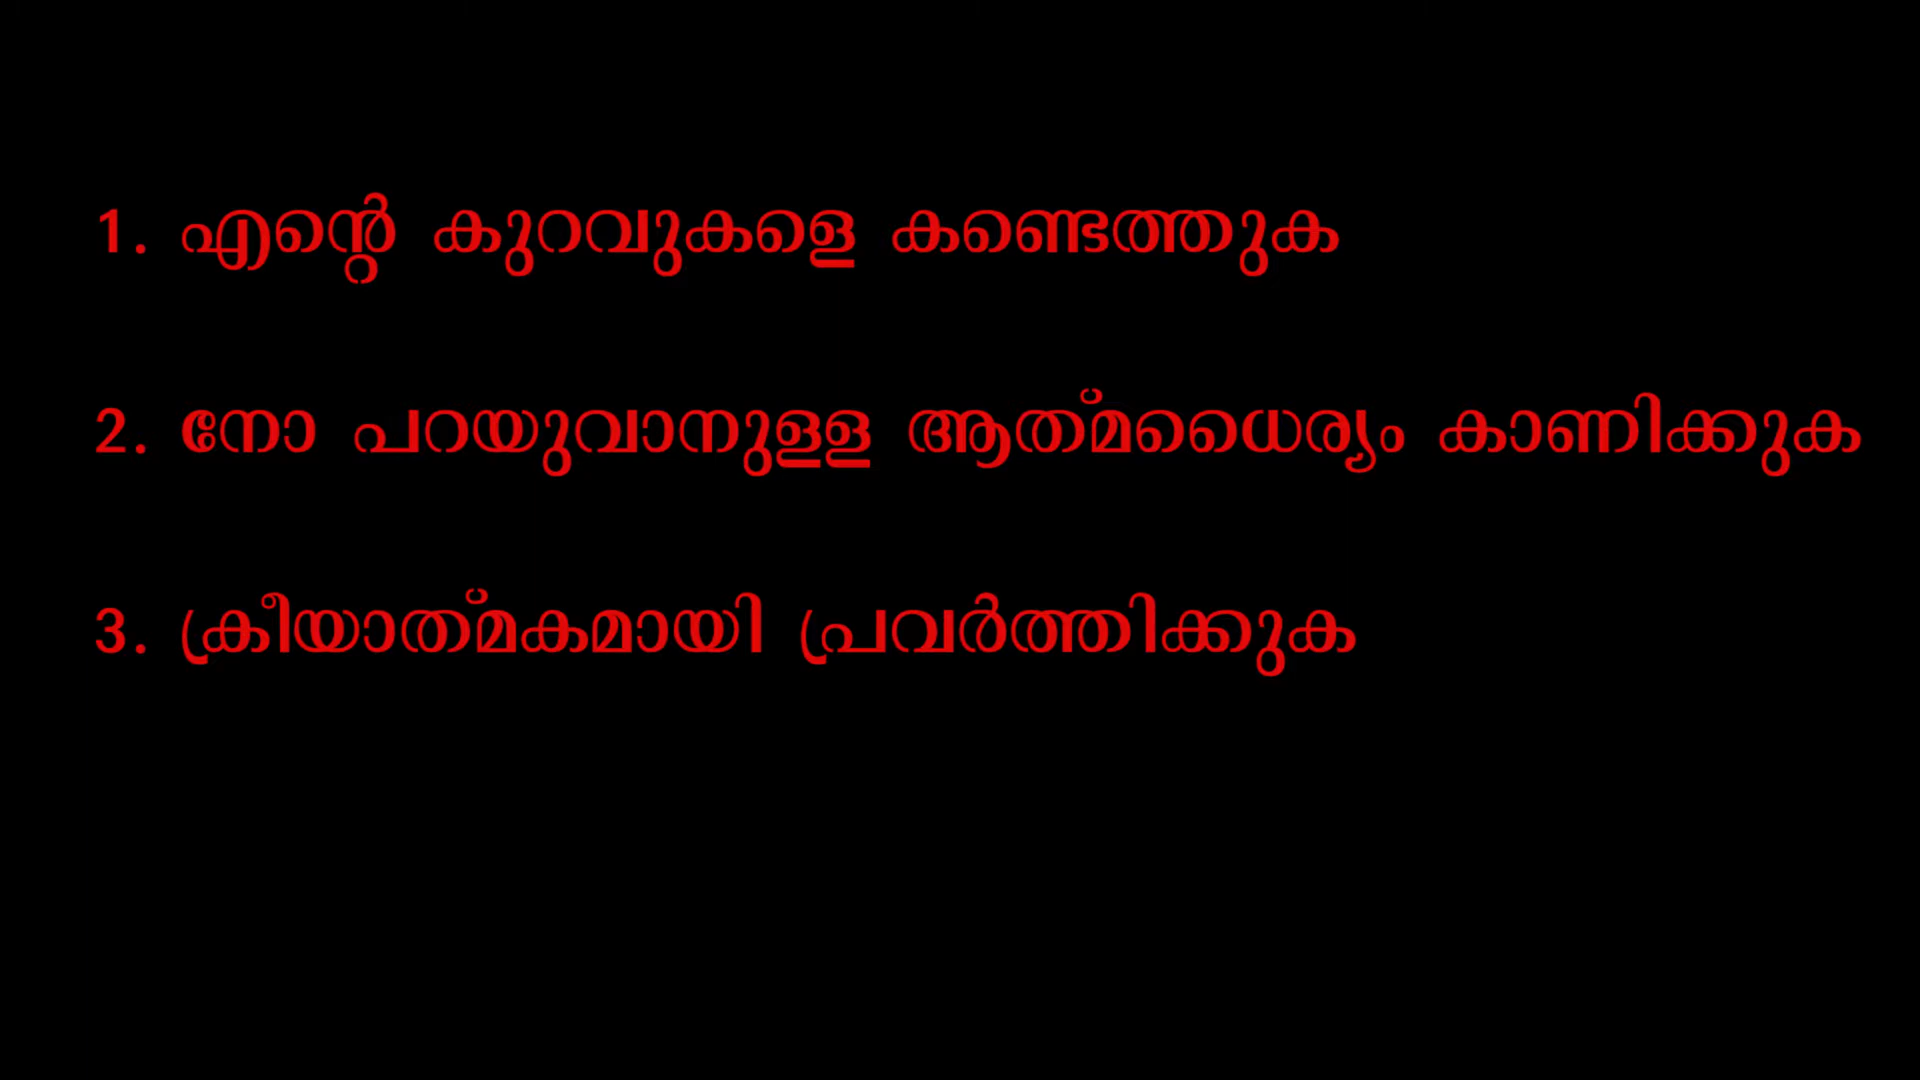 1. എന്റെ കുറവുകളെ കണ്ടെത്തുക
2. നോ പറയുവാനുള്ള ആത്മധൈര്യം കാണിക്കുക
3. ക്രീയാത്മകമായി പ്രവർത്തിക്കുക